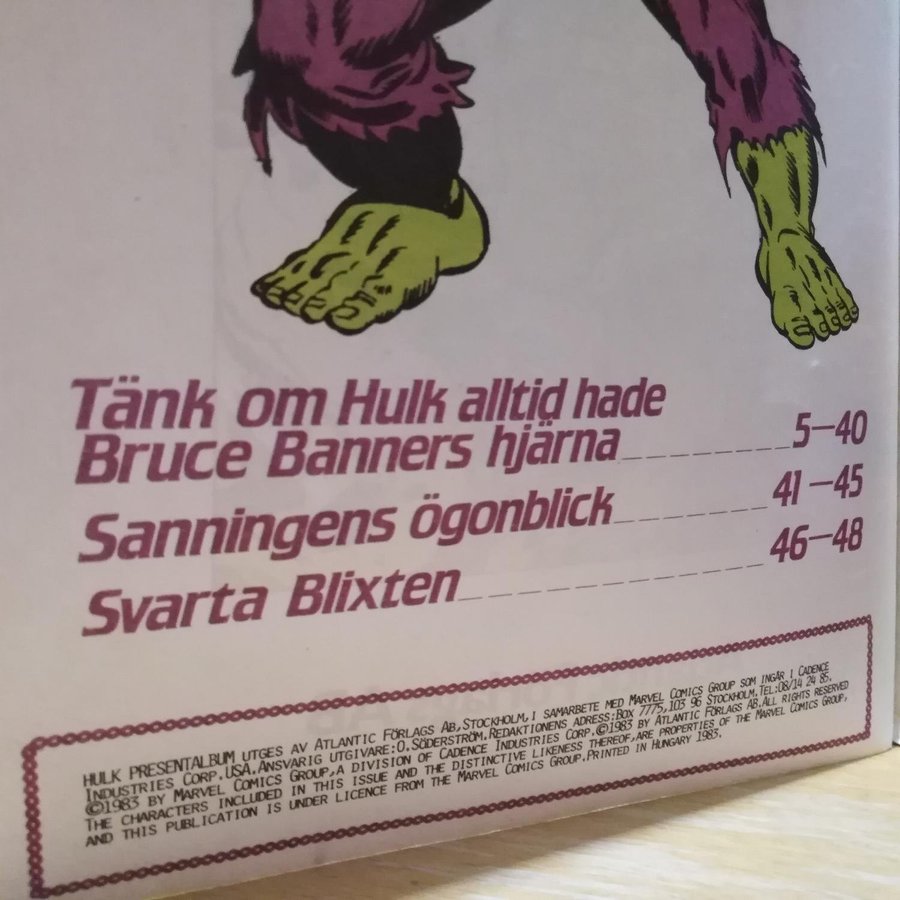 Tänk om Hulk alltid hade
Bruce Banners hjärna 5—40
Sanningens ögonblick 41—45
Svarta Blixten 46—48
HULK PRESENTALBUM UTGES AV ATLANTIC FÖRLAGS AB, STOCKHOLM, I SAMARBETE MED MARVEL COMICS GROUP SOM INGÅR I CADENCE
INDUSTRIES CORP. USA. ANSVARIG UTGIVARE: O. SÖDERSTRÖM. REDAKTIONENS ADRESS: BOX 7775, 103 96 STOCKHOLM, TEL: 08/14 24 85.
©1983 BY MARVEL COMICS GROUP, A DIVISION OF CADENCE INDUSTRIES CORP. ©1983 BY ATLANTIC FÖRLAGS AB. ALL RIGHTS RESERVED
THE CHARACTERS INCLUDED IN THIS ISSUE AND THE DISTINCTIVE LIKENESS THEREOF, ARE PROPERTIES OF THE MARVEL COMICS GROUP,
AND THIS PUBLICATION IS UNDER LICENCE FROM THE MARVEL COMICS GROUP. PRINTED IN HUNGARY 1983.